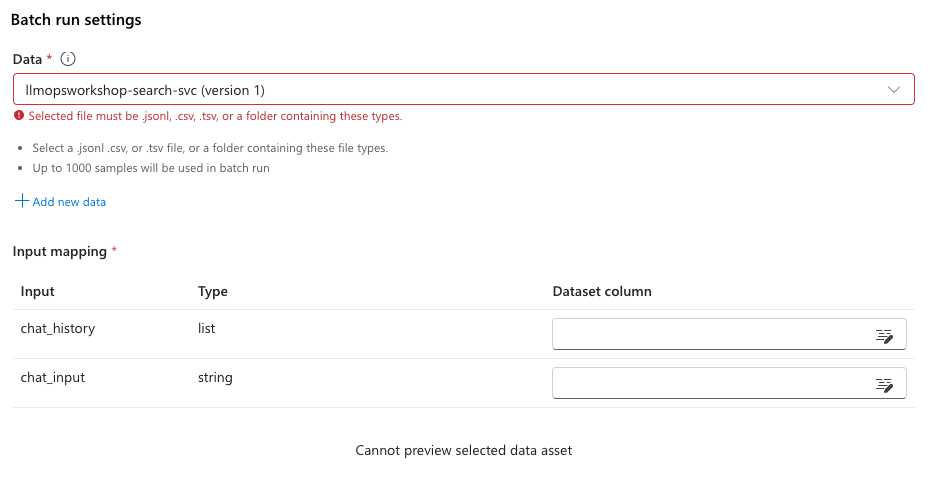 Batch run settings
Data *
llmopsworkshop-search-svc (version 1)
Selected file must be .jsonl, .csv, .tsv, or a folder containing these types.
• Select a .jsonl .csv, or .tsv file, or a folder containing these file types.
• Up to 1000 samples will be used in batch run
+ Add new data
Input mapping *
Input Type Dataset column
chat_history list
chat_input string
Cannot preview selected data asset